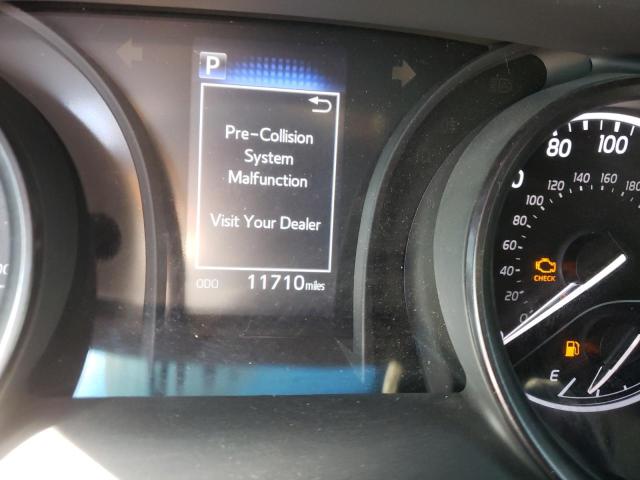 P
Pre-Collision
System
Malfunction
Visit Your Dealer
ODO 11710 miles
80 100
120 140 160 180
100
80
60
40
20
0
CHECK
E